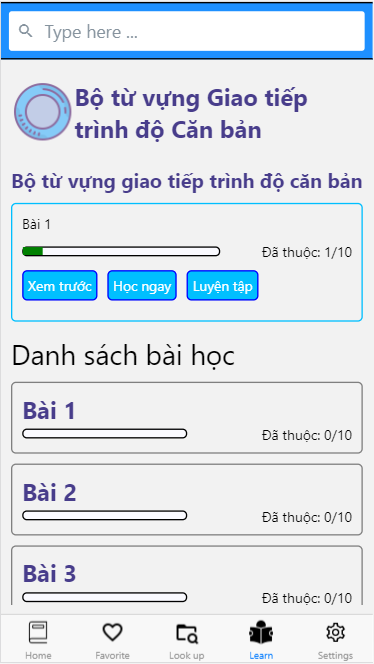 Type here ...
Bộ từ vựng Giao tiếp
trình độ Căn bản
Bộ từ vựng giao tiếp trình độ căn bản
Bài 1
Đã thuộc: 1/10
Xem trước Học ngay Luyện tập
Danh sách bài học
Bài 1
Đã thuộc: 0/10
Bài 2
Đã thuộc: 0/10
Bài 3
Đã thuộc: 0/10
Home Favorite Look up Learn Settings